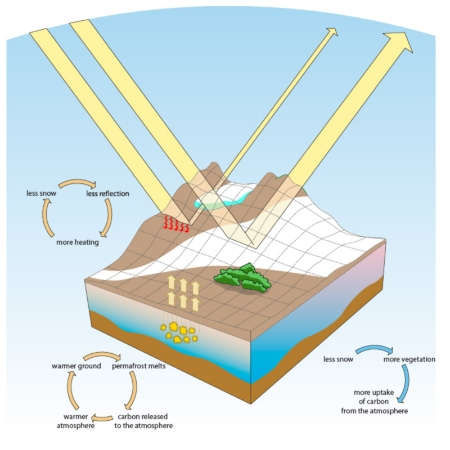 less snow
less reflection
more heating
warmer ground
permafrost melts
warmer
atmosphere
carbon released
to the atmosphere
less snow
more vegetation
more uptake
of carbon
from the atmosphere